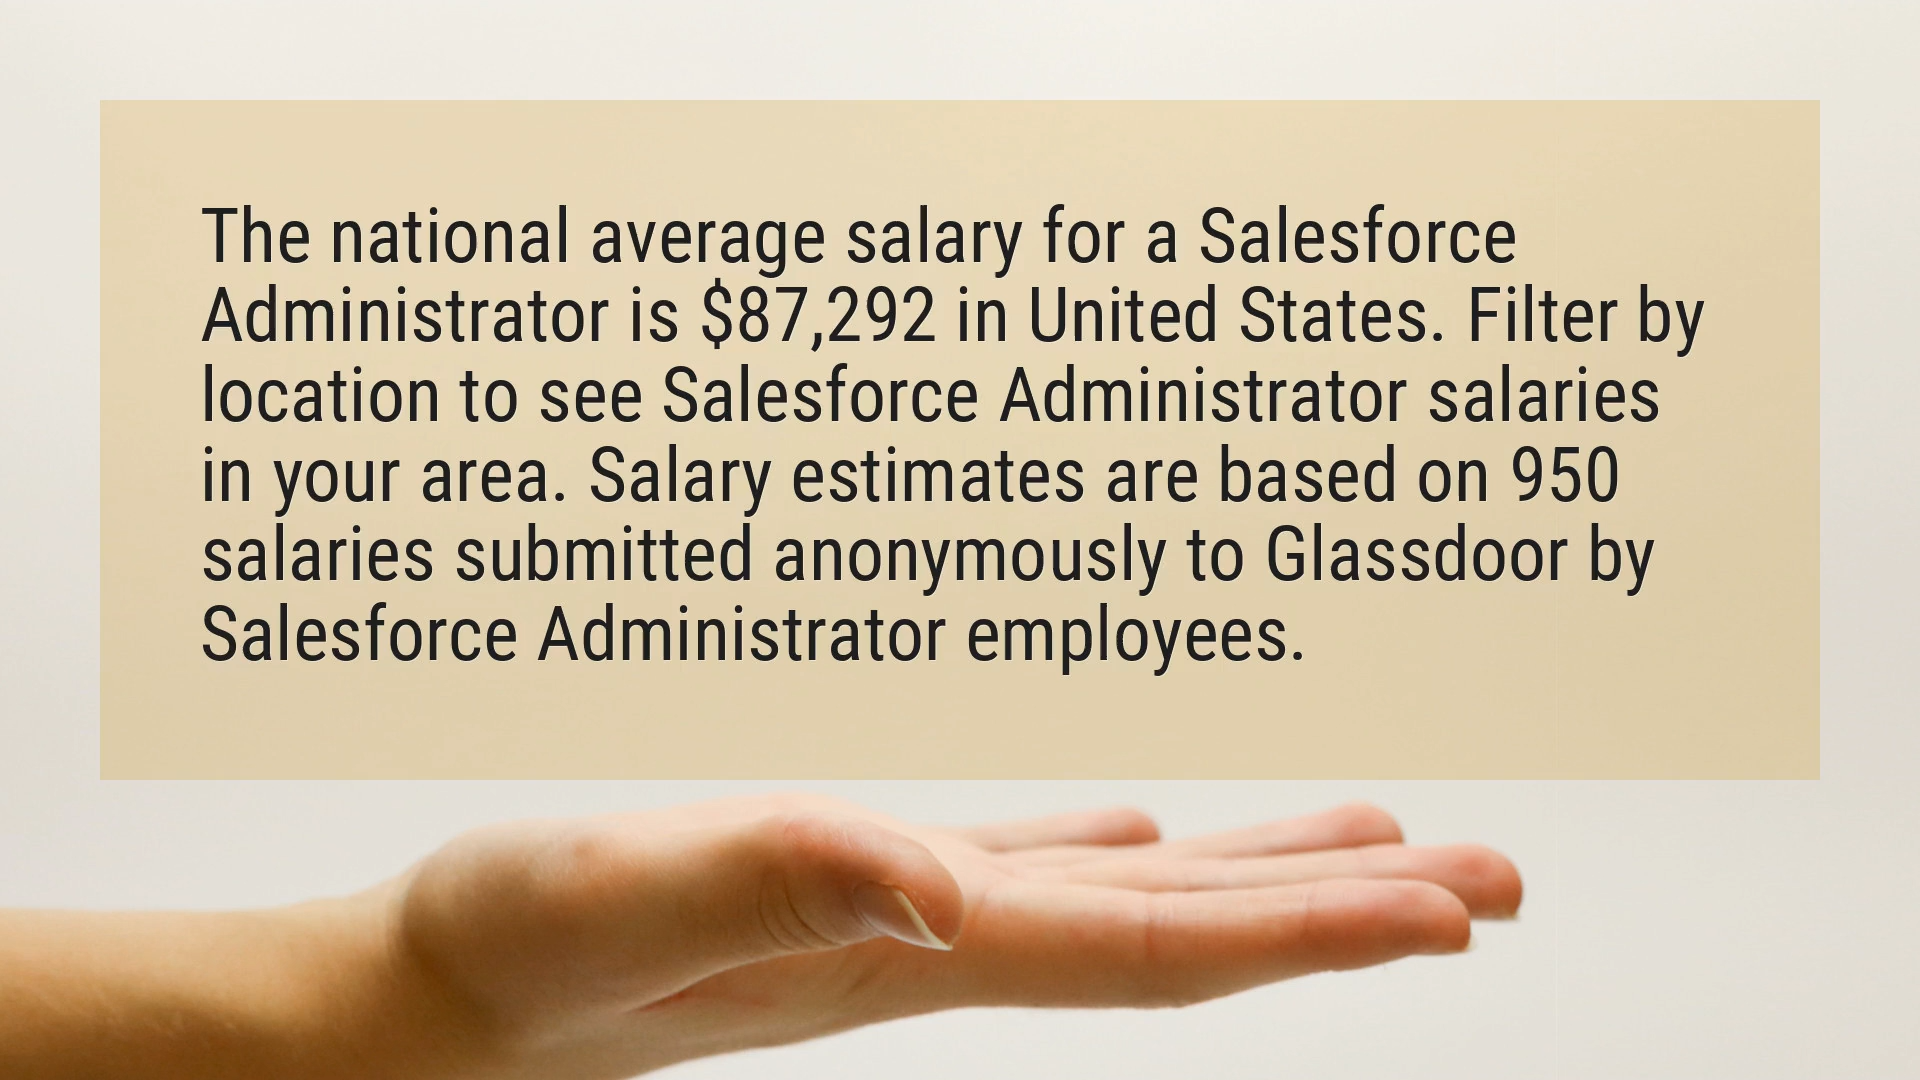 The national average salary for a Salesforce
Administrator is $87,292 in United States. Filter by
location to see Salesforce Administrator salaries
in your area. Salary estimates are based on 950
salaries submitted anonymously to Glassdoor by
Salesforce Administrator employees.